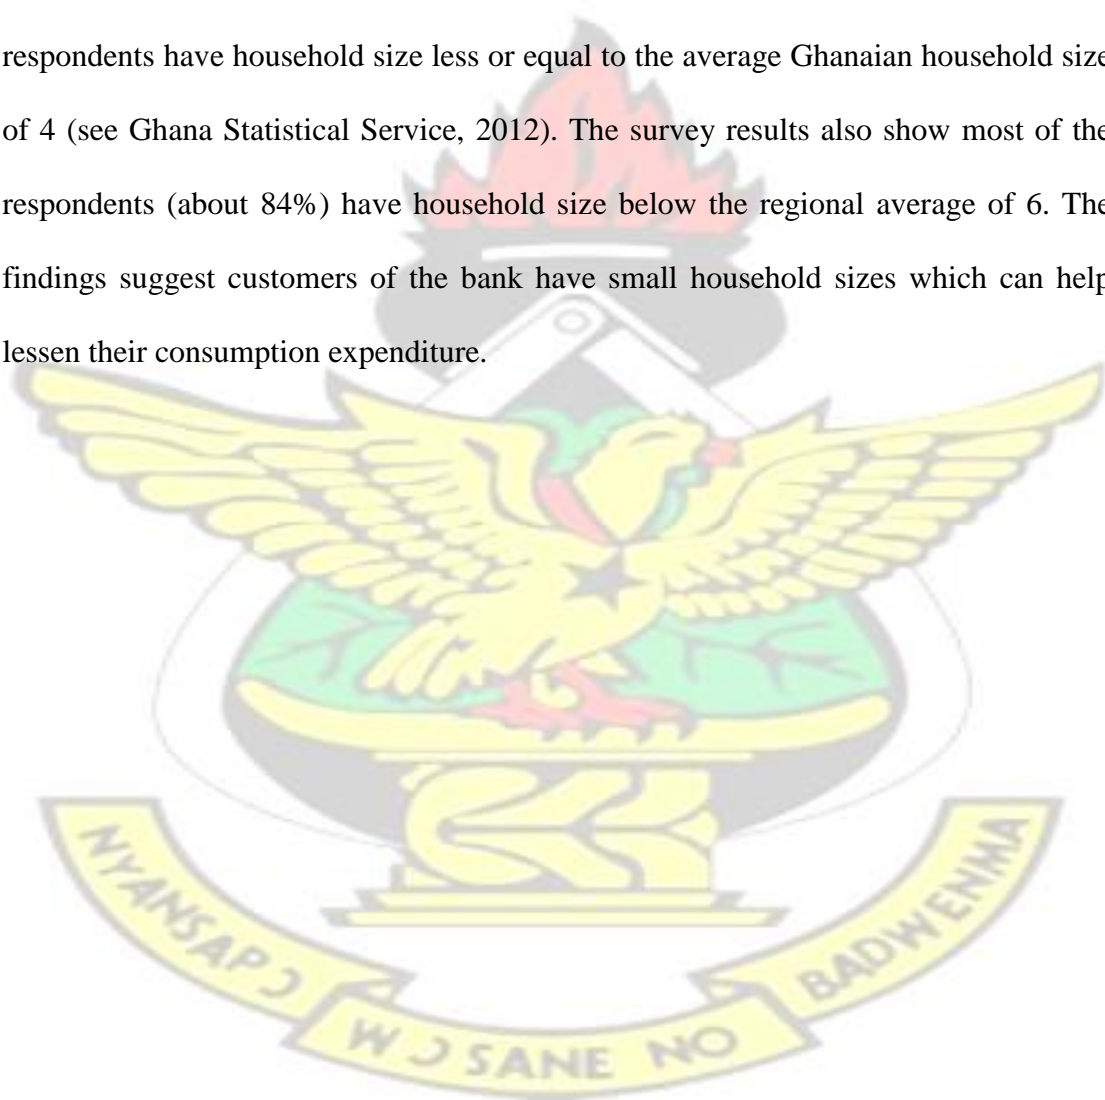 respondents have household size less or equal to the average Ghanaian household size
of 4 (see Ghana Statistical Service, 2012). The survey results also show most of the
respondents (about 84%) have household size below the regional average of 6. The
findings suggest customers of the bank have small household sizes which can help
lessen their consumption expenditure.
NYANSAPƆ
WƆSANE NO
BADWENMA